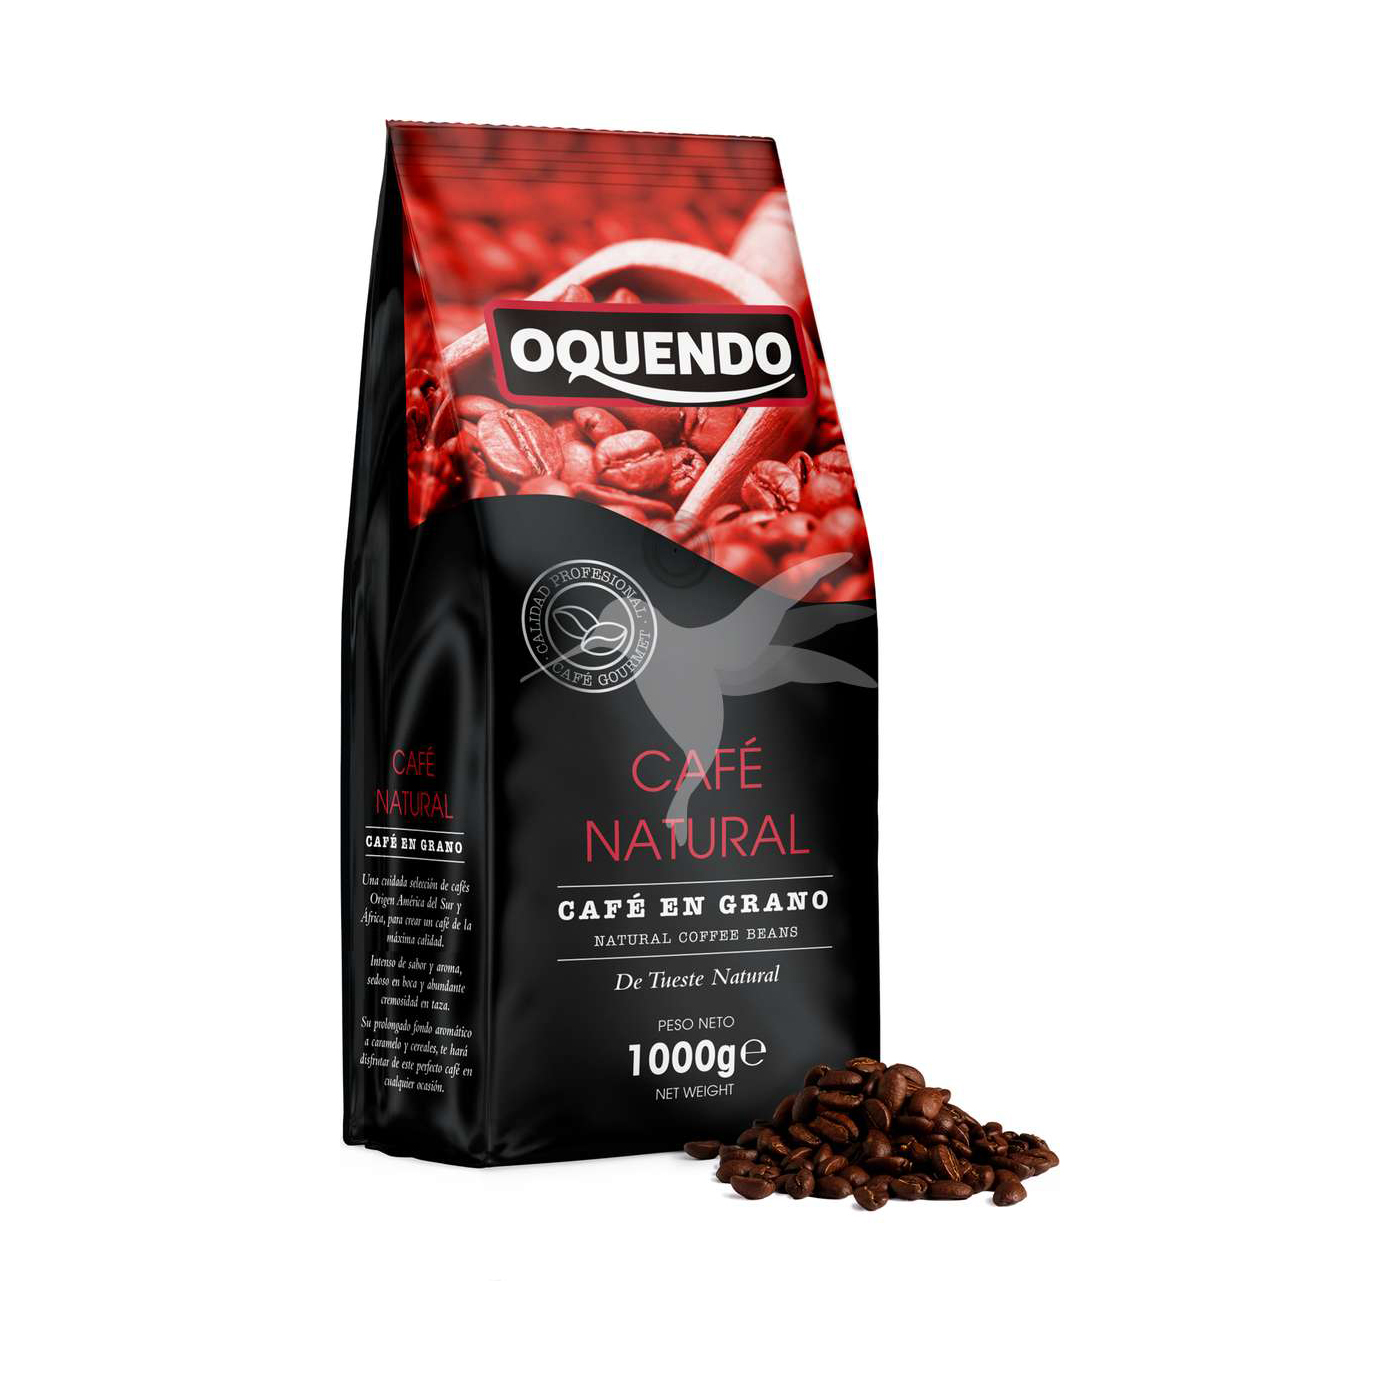 OQUENDO
CALIDAD PROFESIONAL
CAFÉ GOURMET
CAFÉ
NATURAL
CAFÉ EN GRANO
NATURAL COFFEE BEANS
De Tueste Natural
PESO NETO
1000g℮
NET WEIGHT
CAFÉ
NATURAL
CAFÉ EN GRANO
Una cuidada selección de cafés
Origen América del Sur y
África, para crear un café de la
máxima calidad.
Intenso de sabor y aroma,
sedoso en boca y abundante
cremosidad en taza.
Su prolongado fondo aromático
a caramelo y cereales, te hará
disfrutar de este perfecto café en
cualquier ocasión.